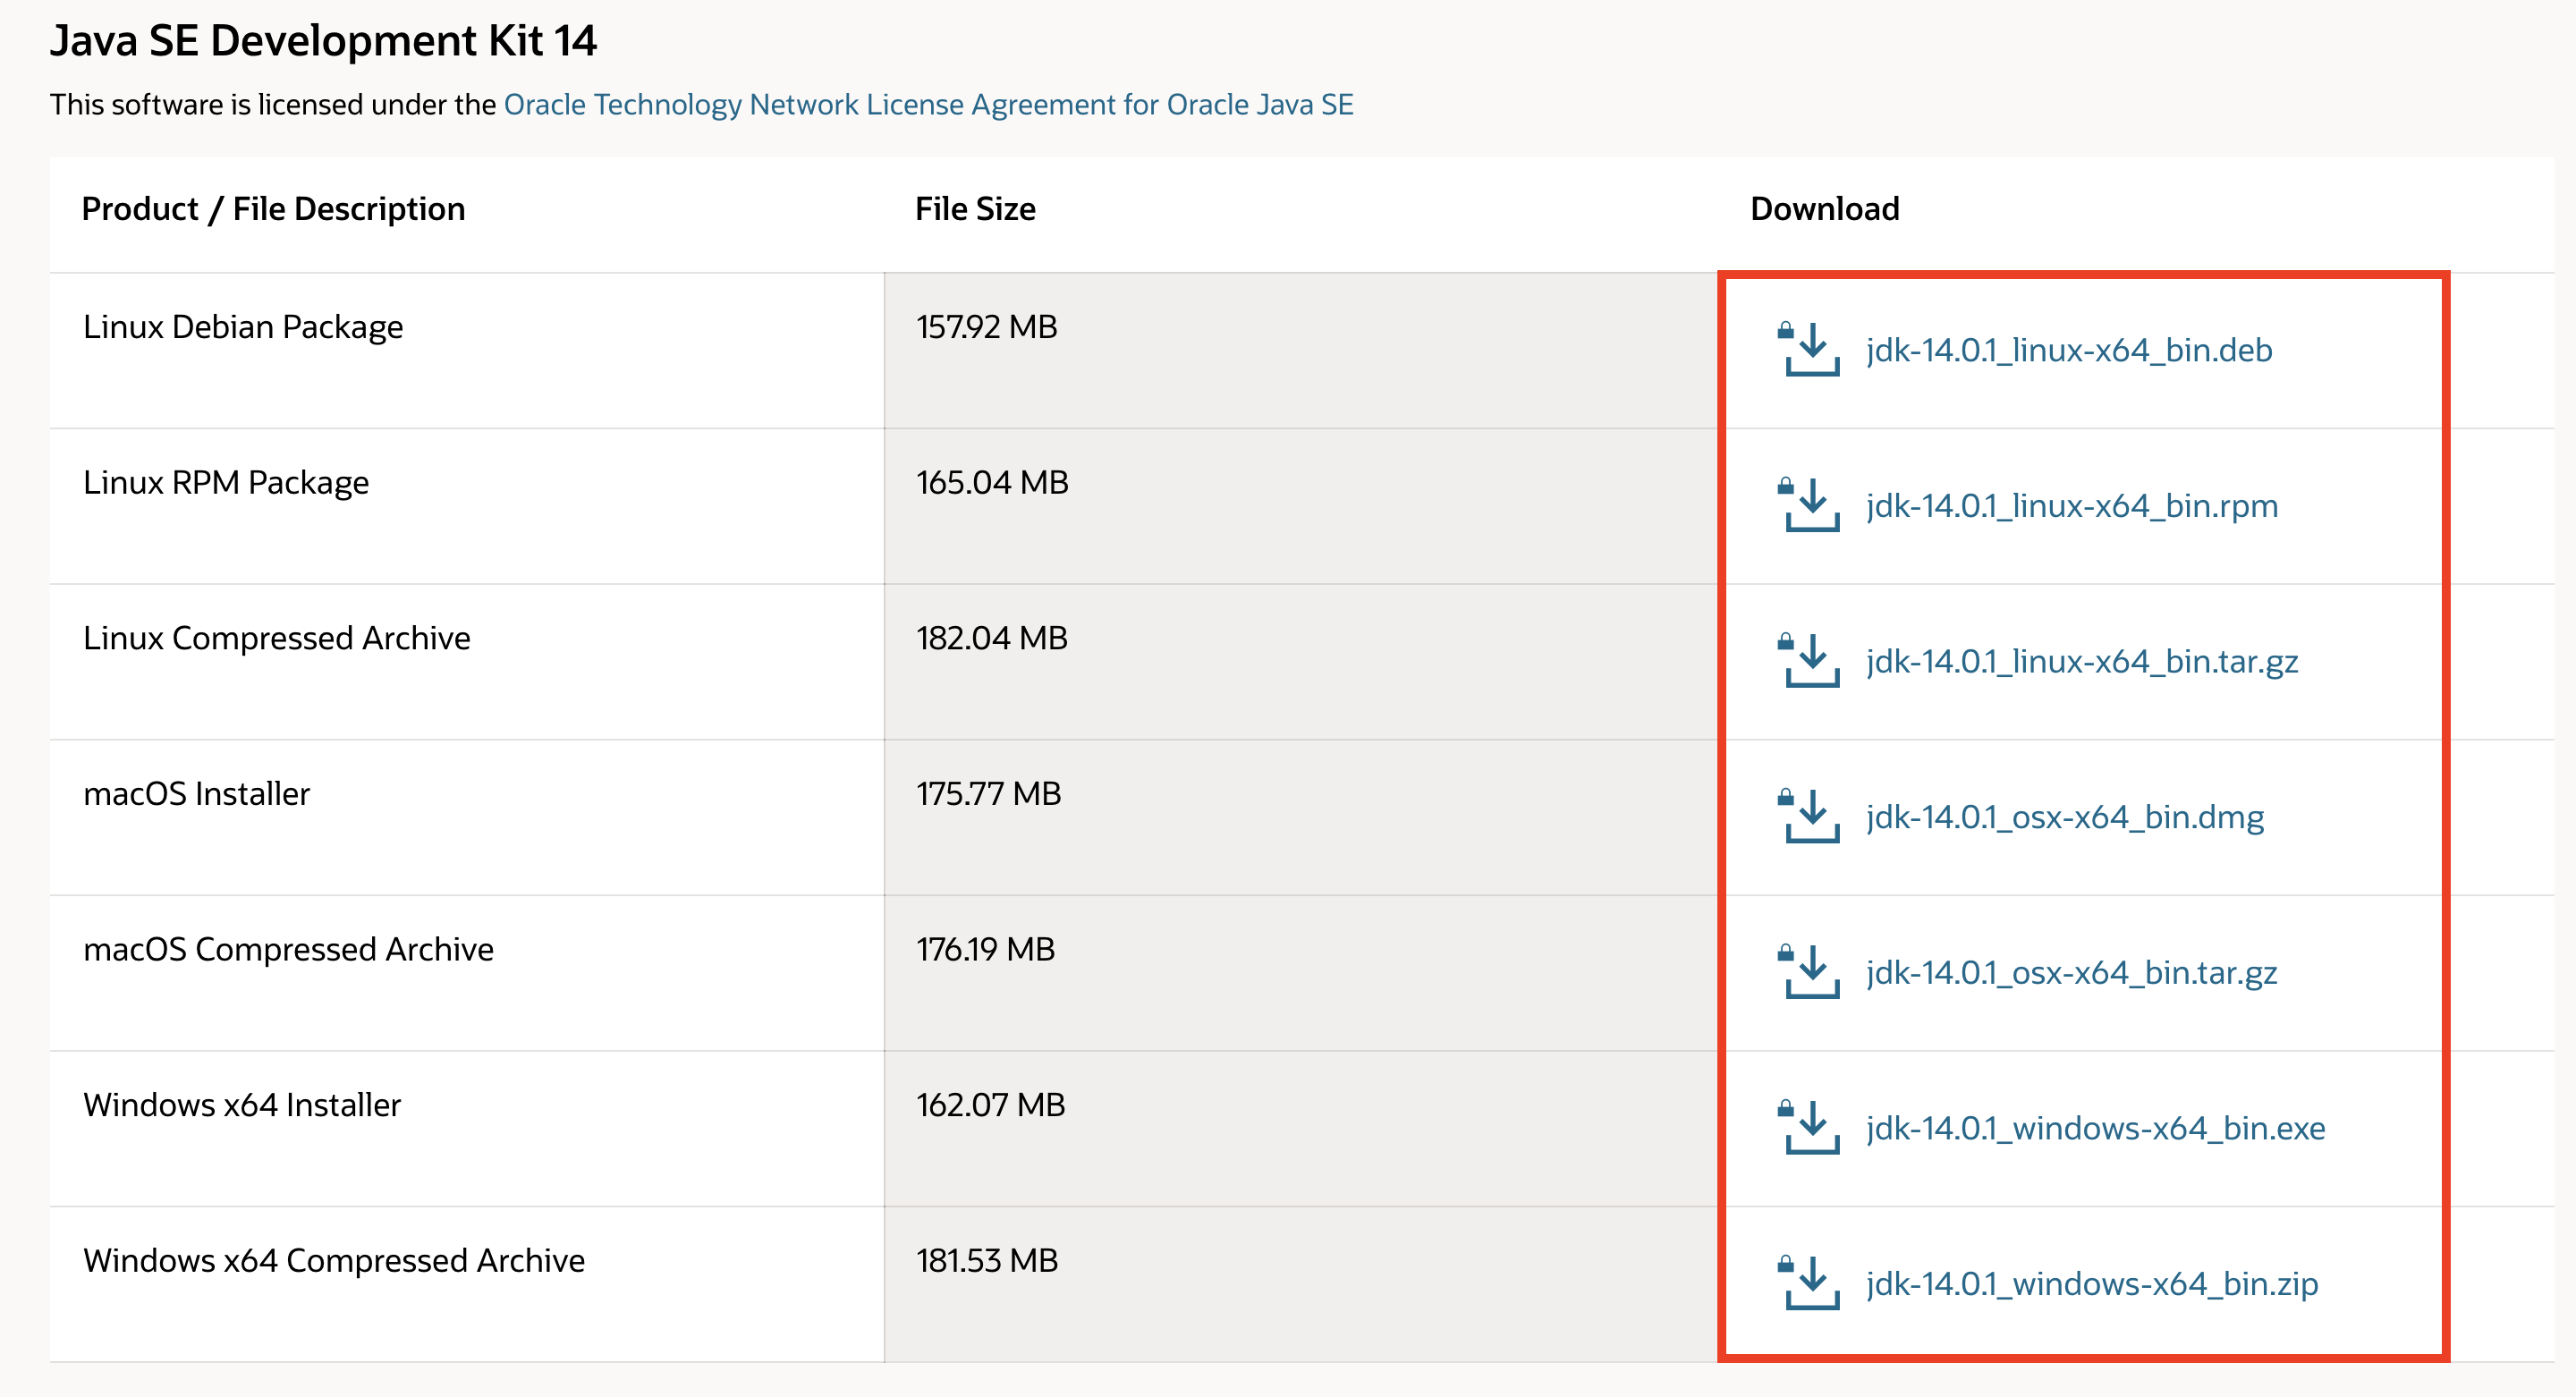 Java SE Development Kit 14
This software is licensed under the Oracle Technology Network License Agreement for Oracle Java SE
Product / File Description File Size Download
Linux Debian Package 157.92 MB jdk-14.0.1_linux-x64_bin.deb
Linux RPM Package 165.04 MB jdk-14.0.1_linux-x64_bin.rpm
Linux Compressed Archive 182.04 MB jdk-14.0.1_linux-x64_bin.tar.gz
macOS Installer 175.77 MB jdk-14.0.1_osx-x64_bin.dmg
macOS Compressed Archive 176.19 MB jdk-14.0.1_osx-x64_bin.tar.gz
Windows x64 Installer 162.07 MB jdk-14.0.1_windows-x64_bin.exe
Windows x64 Compressed Archive 181.53 MB jdk-14.0.1_windows-x64_bin.zip